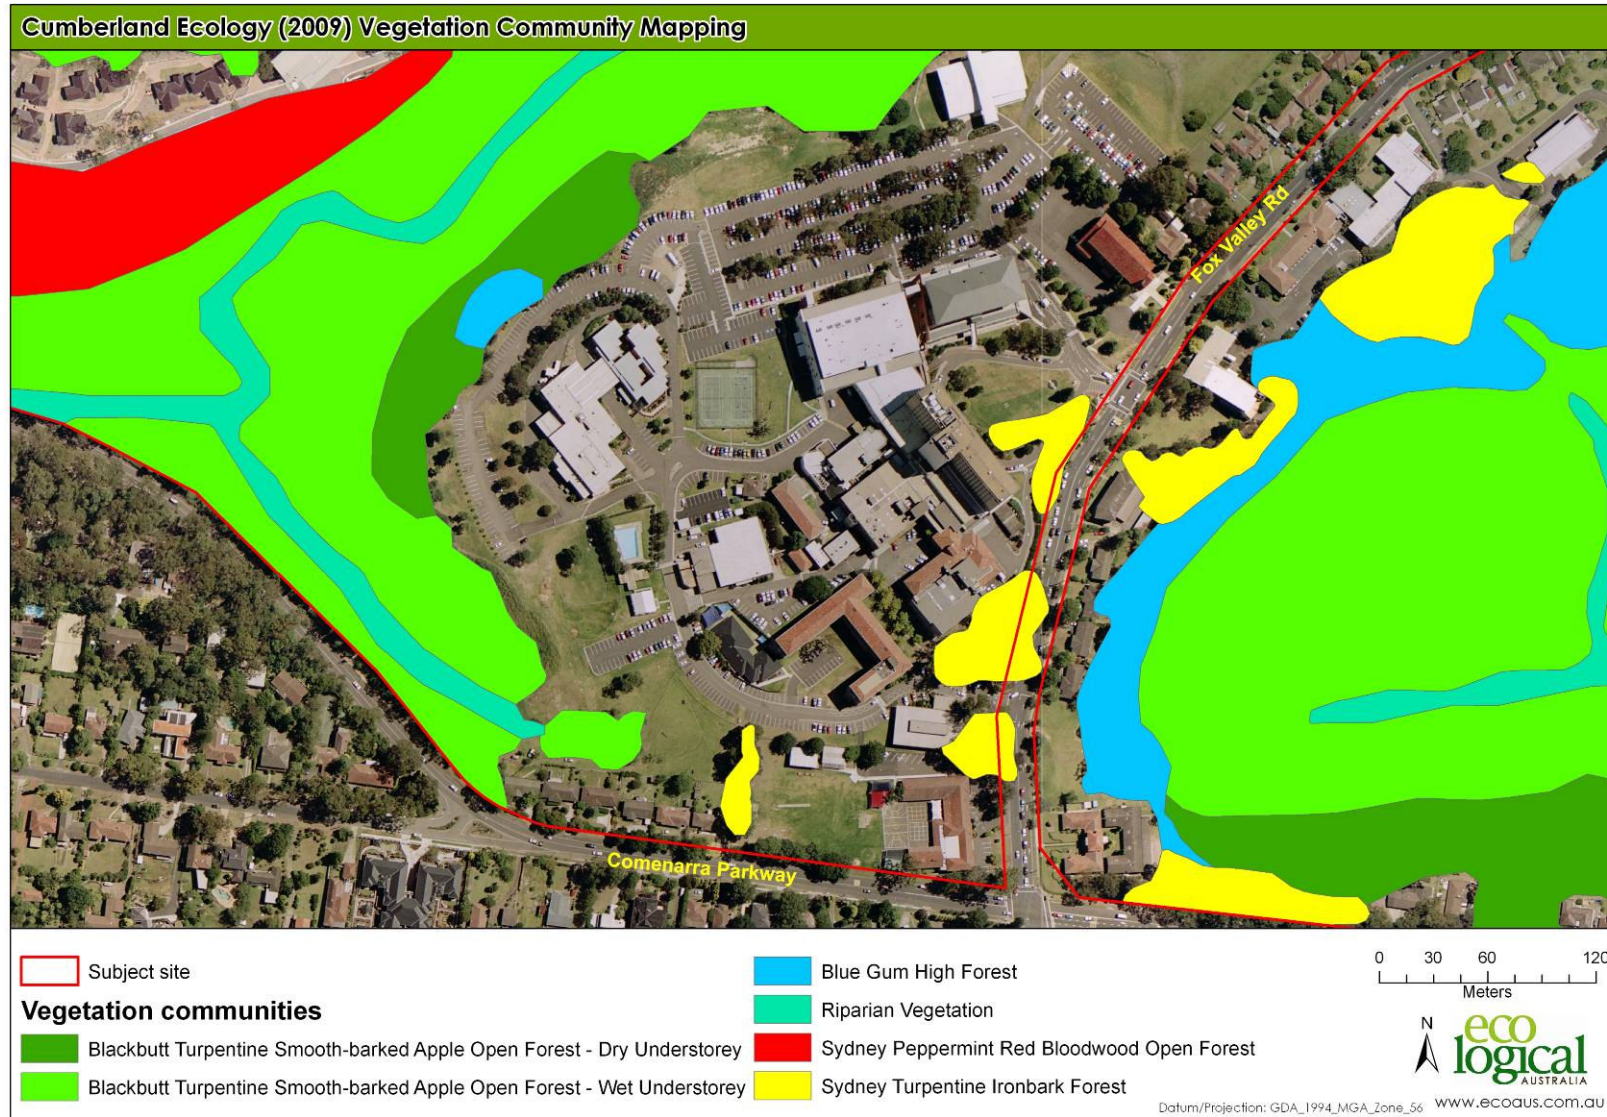 Cumberland Ecology (2009) Vegetation Community Mapping
Fox Valley Rd
Comenarra Parkway
Subject site
Vegetation communities
Blackbutt Turpentine Smooth-barked Apple Open Forest - Dry Understorey
Blackbutt Turpentine Smooth-barked Apple Open Forest - Wet Understorey
Blue Gum High Forest
Riparian Vegetation
Sydney Peppermint Red Bloodwood Open Forest
Sydney Turpentine Ironbark Forest
0 30 60 120
Meters
N
eco
logical
AUSTRALIA
www.ecoaus.com.au
Datum/Projection: GDA_1994_MGA_Zone_56